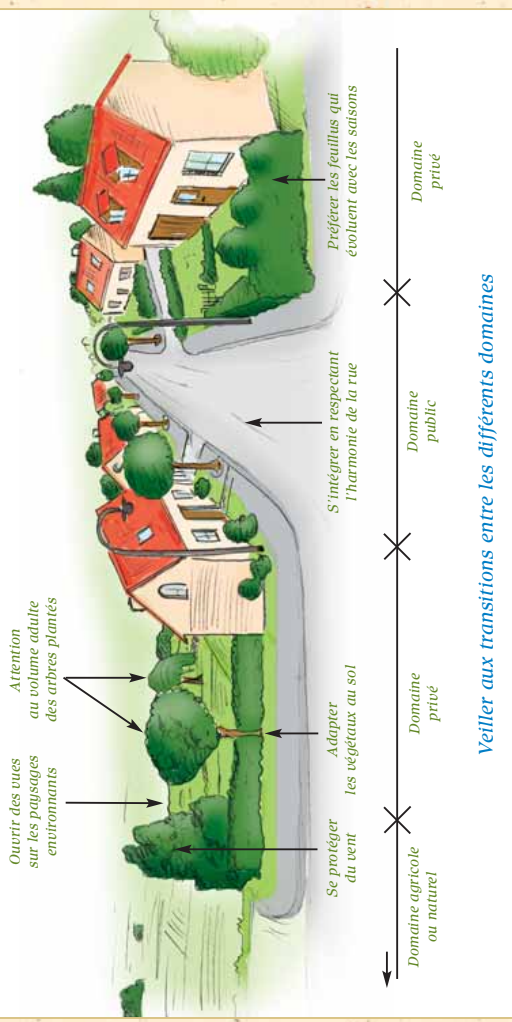 Ouvrir des vues
sur les paysages
environnants
Attention
au volume adulte
des arbres plantés
Se protéger
du vent
Adapter
les végétaux au sol
S'intégrer en respectant
l'harmonie de la rue
Préférer les feuillus qui
évoluent avec les saisons
Domaine agricole
ou naturel
Domaine
privé
Domaine
public
Domaine
privé
Veiller aux transitions entre les différents domaines